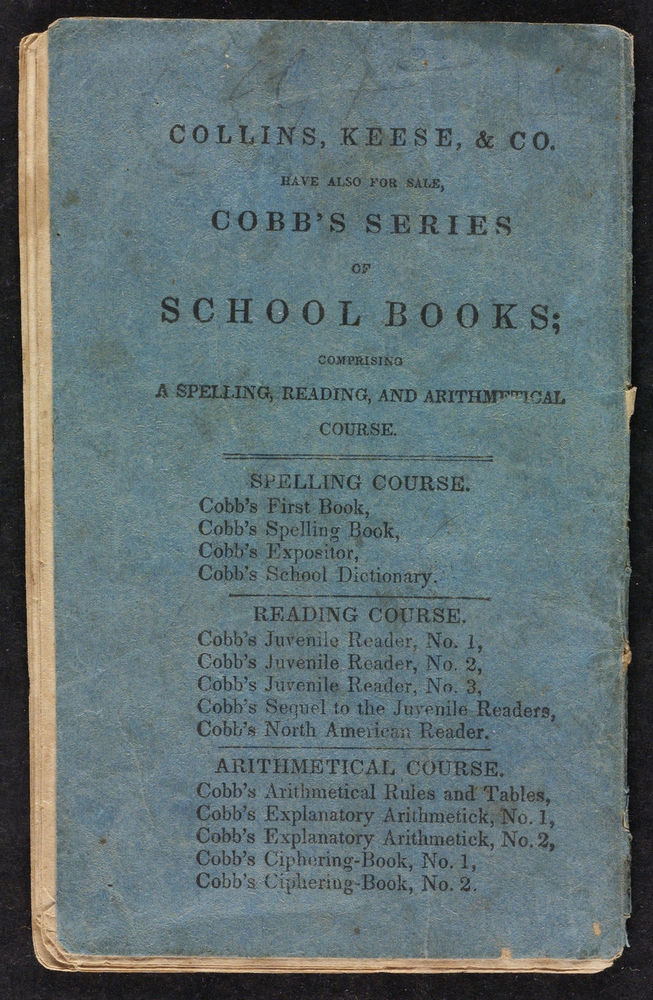 COLLINS, KEESE, & CO.
HAVE ALSO FOR SALE,
COBB'S SERIES
OF
SCHOOL BOOKS;
COMPRISING
A SPELLING, READING, AND ARITHMETICAL
COURSE.
SPELLING COURSE.
Cobb's First Book,
Cobb's Spelling Book,
Cobb's Expositor,
Cobb's School Dictionary.
READING COURSE.
Cobb's Juvenile Reader, No. 1,
Cobb's Juvenile Reader, No. 2,
Cobb's Juvenile Reader, No. 3,
Cobb's Sequel to the Juvenile Readers,
Cobb's North American Reader.
ARITHMETICAL COURSE.
Cobb's Arithmetical Rules and Tables,
Cobb's Explanatory Arithmetick, No. 1,
Cobb's Explanatory Arithmetick, No. 2,
Cobb's Ciphering-Book, No. 1,
Cobb's Ciphering-Book, No. 2.